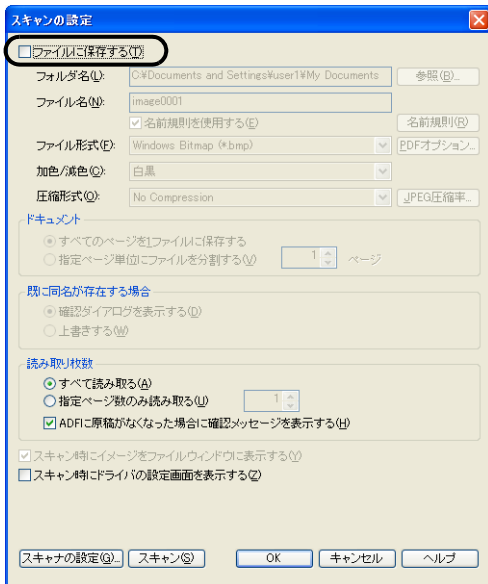 スキャンの設定
ファイルに保存する(T)
フォルダ名(L): C:¥Documents and Settings¥user1¥My Documents 参照(B)...
ファイル名(N): image0001
名前規則を使用する(E) 名前規則(R)
ファイル形式(F): Windows Bitmap (*.bmp) PDFオプション...
加色/減色(C): 白黒
圧縮形式(O): No Compression JPEG圧縮率...
ドキュメント
すべてのページを1ファイルに保存する
指定ページ単位にファイルを分割する(V) 1 ページ
既に同名が存在する場合
確認ダイアログを表示する(D)
上書きする(W)
読み取り枚数
すべて読み取る(A)
指定ページ数のみ読み取る(U) 1
ADFに原稿がなくなった場合に確認メッセージを表示する(H)
スキャン時にイメージをファイルウィンドウに表示する(Y)
スキャン時にドライバの設定画面を表示する(Z)
スキャナの設定(G)... スキャン(S) OK キャンセル ヘルプ